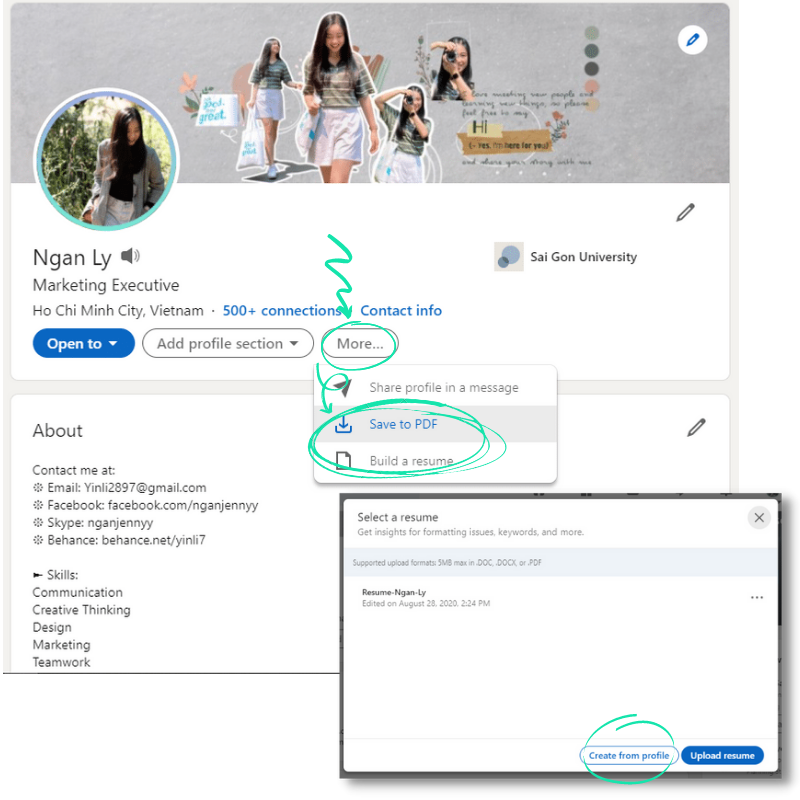 good.
great.
I love meeting new people and
learning new things, so please
feel free to say
Hi
(- Yes, I'm here for you)
and share your story with me
Ngan Ly
Marketing Executive
Ho Chi Minh City, Vietnam · 500+ connections Contact info
Sai Gon University
Open to
Add profile section
More...
Share profile in a message
Save to PDF
Build a resume
About
Contact me at:
፨ Email: Yinli2897@gmail.com
፨ Facebook: facebook.com/nganjennyy
፨ Skype: nganjennyy
፨ Behance: behance.net/yinli7
► Skills:
Communication
Creative Thinking
Design
Marketing
Teamwork
Select a resume
Get insights for formatting issues, keywords, and more.
Supported upload formats: 5MB max in .DOC, .DOCX, or .PDF
Resume-Ngan-Ly
Edited on August 28, 2020, 2:24 PM
Create from profile
Upload resume